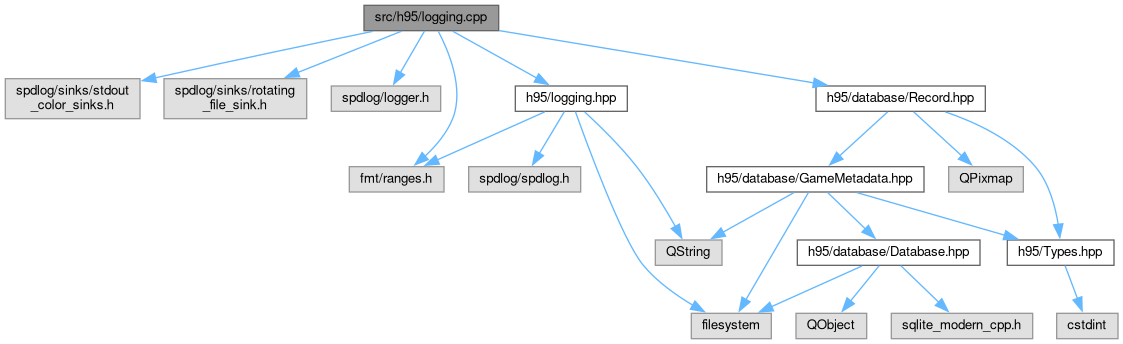 src/h95/logging.cpp
spdlog/sinks/stdout
_color_sinks.h
spdlog/sinks/rotating
_file_sink.h
spdlog/logger.h
h95/logging.hpp
h95/database/Record.hpp
fmt/ranges.h
spdlog/spdlog.h
h95/database/GameMetadata.hpp
QPixmap
QString
h95/database/Database.hpp
h95/Types.hpp
filesystem
QObject
sqlite_modern_cpp.h
cstdint